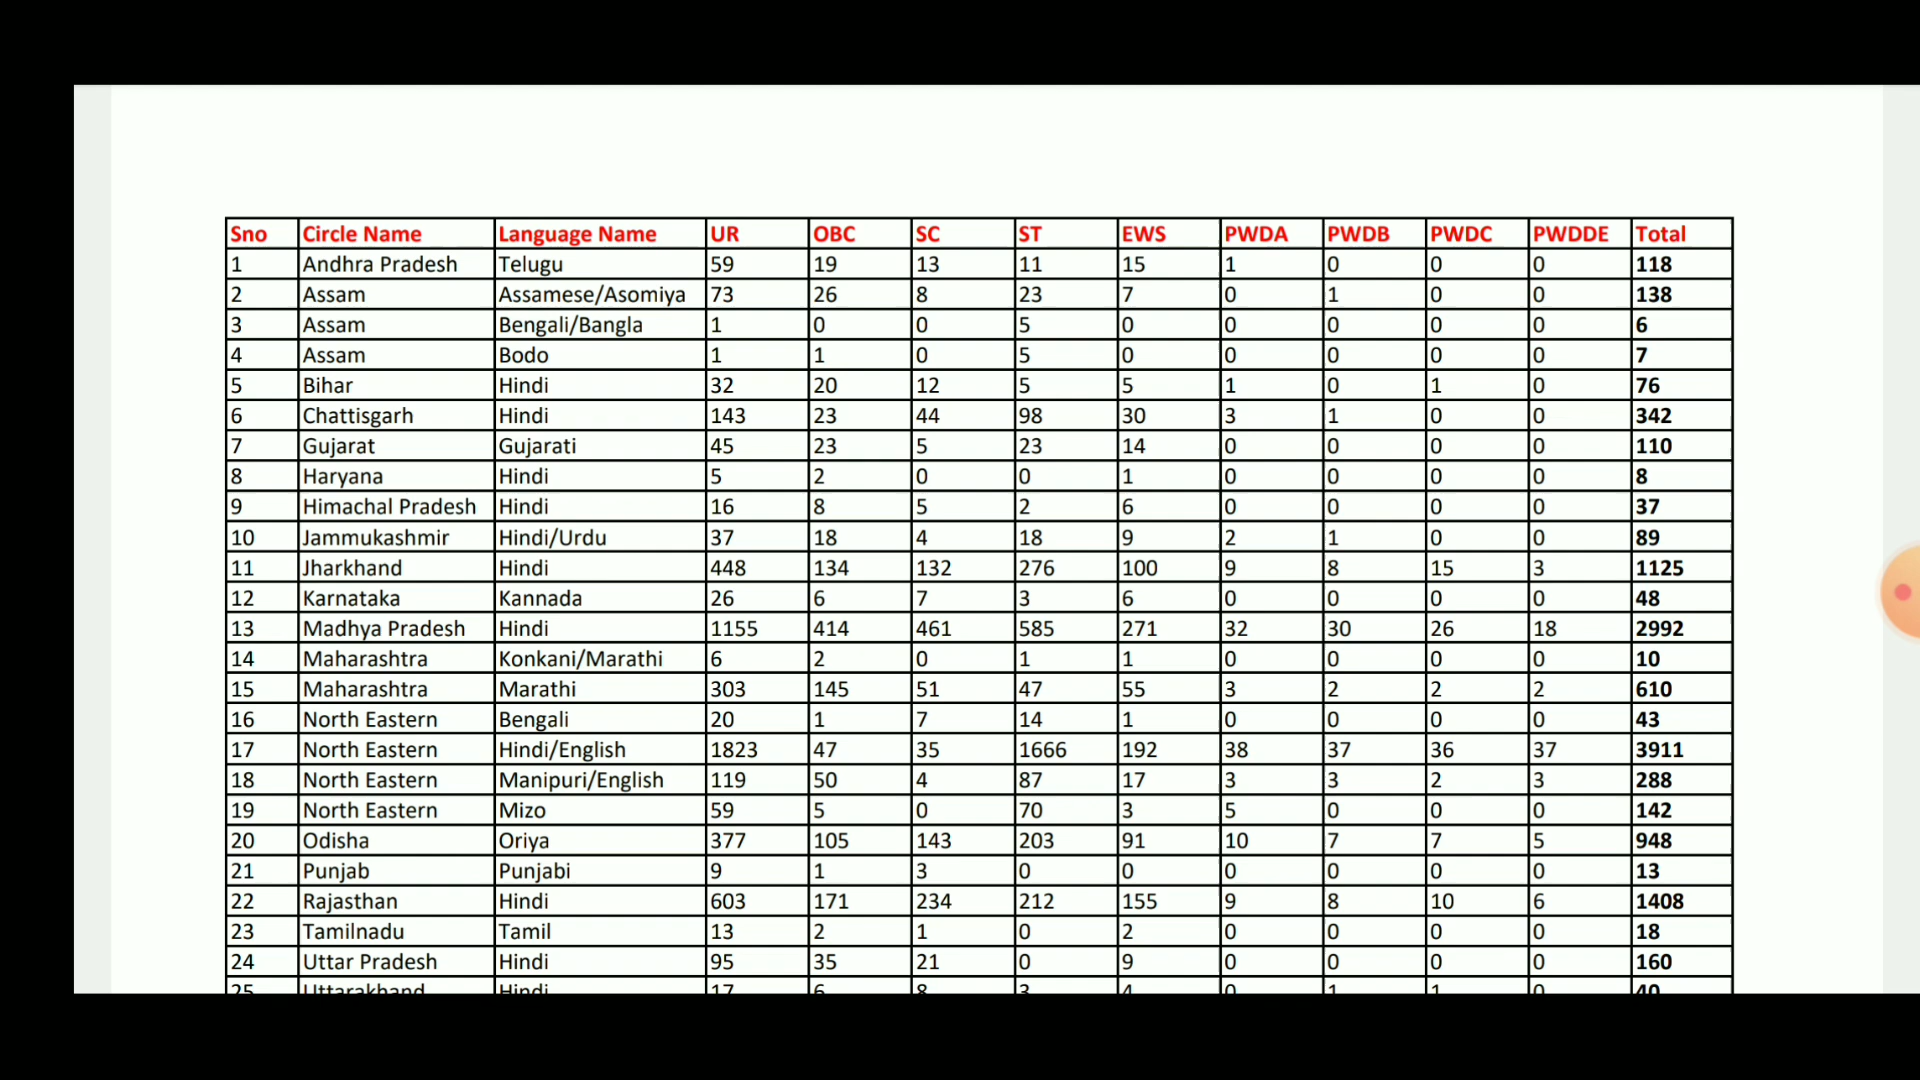 Sno Circle Name Language Name UR OBC SC ST EWS PWDA PWDB PWDC PWDDE Total
1 Andhra Pradesh Telugu 59 19 13 11 15 1 0 0 0 118
2 Assam Assamese/Asomiya 73 26 8 23 7 0 1 0 0 138
3 Assam Bengali/Bangla 1 0 0 5 0 0 0 0 0 6
4 Assam Bodo 1 1 0 5 0 0 0 0 0 7
5 Bihar Hindi 32 20 12 5 5 1 0 1 0 76
6 Chattisgarh Hindi 143 23 44 98 30 3 1 0 0 342
7 Gujarat Gujarati 45 23 5 23 14 0 0 0 0 110
8 Haryana Hindi 5 2 0 0 1 0 0 0 0 8
9 Himachal Pradesh Hindi 16 8 5 2 6 0 0 0 0 37
10 Jammukashmir Hindi/Urdu 37 18 4 18 9 2 1 0 0 89
11 Jharkhand Hindi 448 134 132 276 100 9 8 15 3 1125
12 Karnataka Kannada 26 6 7 3 6 0 0 0 0 48
13 Madhya Pradesh Hindi 1155 414 461 585 271 32 30 26 18 2992
14 Maharashtra Konkani/Marathi 6 2 0 1 1 0 0 0 0 10
15 Maharashtra Marathi 303 145 51 47 55 3 2 2 2 610
16 North Eastern Bengali 20 1 7 14 1 0 0 0 0 43
17 North Eastern Hindi/English 1823 47 35 1666 192 38 37 36 37 3911
18 North Eastern Manipuri/English 119 50 4 87 17 3 3 2 3 288
19 North Eastern Mizo 59 5 0 70 3 5 0 0 0 142
20 Odisha Oriya 377 105 143 203 91 10 7 7 5 948
21 Punjab Punjabi 9 1 3 0 0 0 0 0 0 13
22 Rajasthan Hindi 603 171 234 212 155 9 8 10 6 1408
23 Tamilnadu Tamil 13 2 1 0 2 0 0 0 0 18
24 Uttar Pradesh Hindi 95 35 21 0 9 0 0 0 0 160
25 Uttarakhand Hindi 17 6 8 3 4 0 1 1 0 40